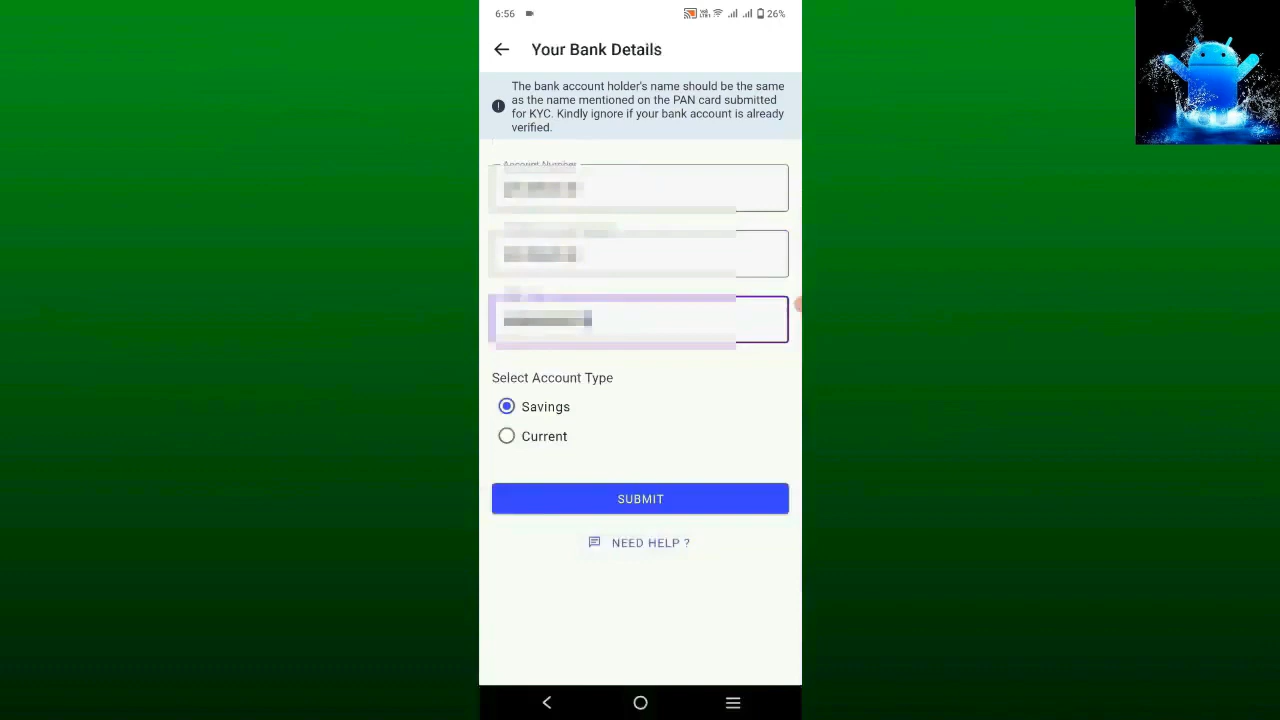 6:56
26%
Your Bank Details
The bank account holder's name should be the same
as the name mentioned on the PAN card submitted
for KYC. Kindly ignore if your bank account is already
verified.
Account Number
Select Account Type
Savings
Current
SUBMIT
NEED HELP ?